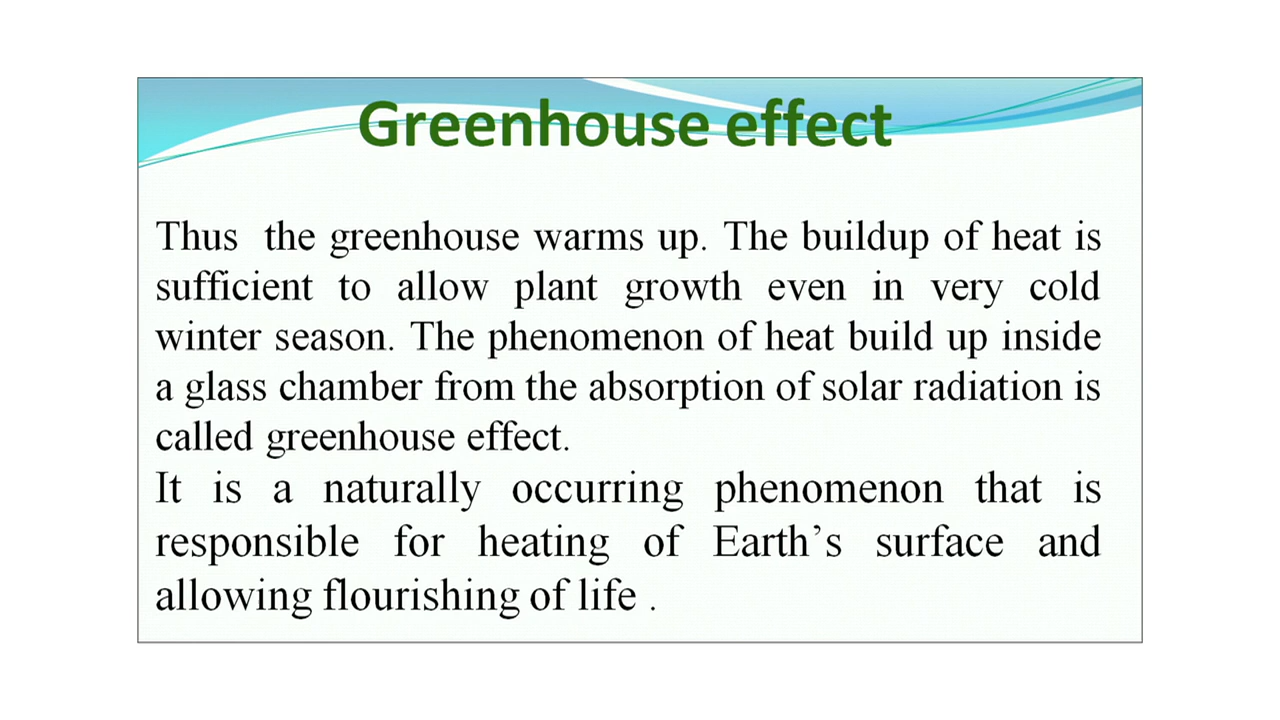 Greenhouse effect
Thus the greenhouse warms up. The buildup of heat is
sufficient to allow plant growth even in very cold
winter season. The phenomenon of heat build up inside
a glass chamber from the absorption of solar radiation is
called greenhouse effect.
It is a naturally occurring phenomenon that is
responsible for heating of Earth’s surface and
allowing flourishing of life .